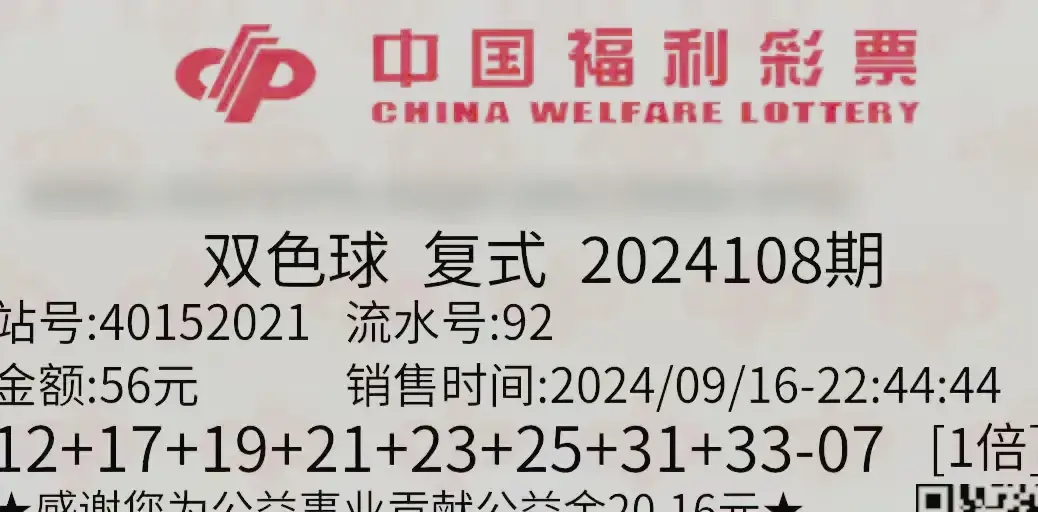 中国福利彩票
CHINA WELFARE LOTTERY
双色球 复式 2024108期
站号:40152021 流水号:92
金额:56元 销售时间:2024/09/16-22:44:44
12+17+19+21+23+25+31+33-07 [1倍]
★感谢您为公益事业贡献公益金20.16元★